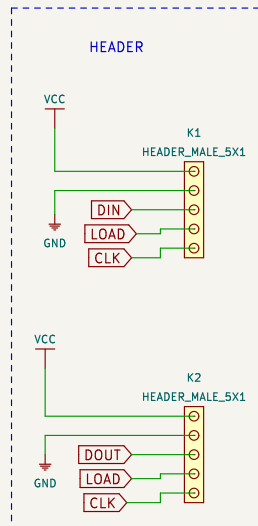 HEADER
VCC
K1
HEADER_MALE_5X1
DIN
LOAD
GND
CLK
VCC
K2
HEADER_MALE_5X1
DOUT
LOAD
GND
CLK